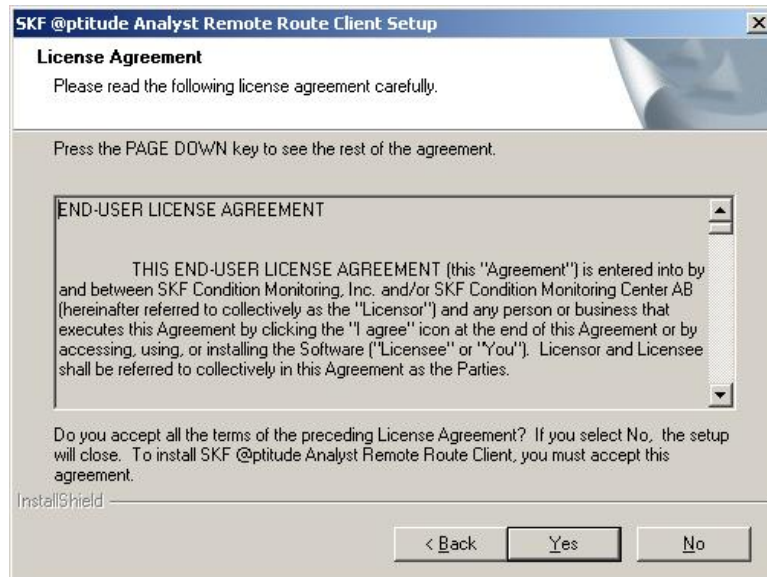 SKF @ptitude Analyst Remote Route Client Setup
License Agreement
Please read the following license agreement carefully.
Press the PAGE DOWN key to see the rest of the agreement.
END-USER LICENSE AGREEMENT
THIS END-USER LICENSE AGREEMENT (this "Agreement") is entered into by
and between SKF Condition Monitoring, Inc. and/or SKF Condition Monitoring Center AB
(hereinafter referred to collectively as the "Licensor") and any person or business that
executes this Agreement by clicking the "I agree" icon at the end of this Agreement or by
accessing, using, or installing the Software ("Licensee" or "You"). Licensor and Licensee
shall be referred to collectively in this Agreement as the Parties.
Do you accept all the terms of the preceding License Agreement? If you select No, the setup
will close. To install SKF @ptitude Analyst Remote Route Client, you must accept this
agreement.
InstallShield
< Back Yes No